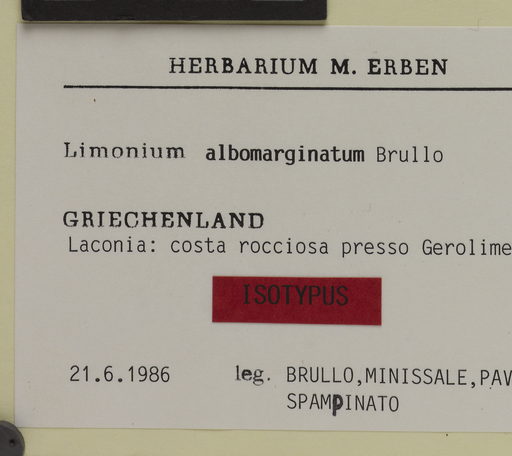 HERBARIUM M. ERBEN
Limonium albomarginatum Brullo
GRIECHENLAND
Laconia: costa rocciosa presso Gerolime
ISOTYPUS
21.6.1986 leg. BRULLO,MINISSALE,PAV
SPAMPINATO